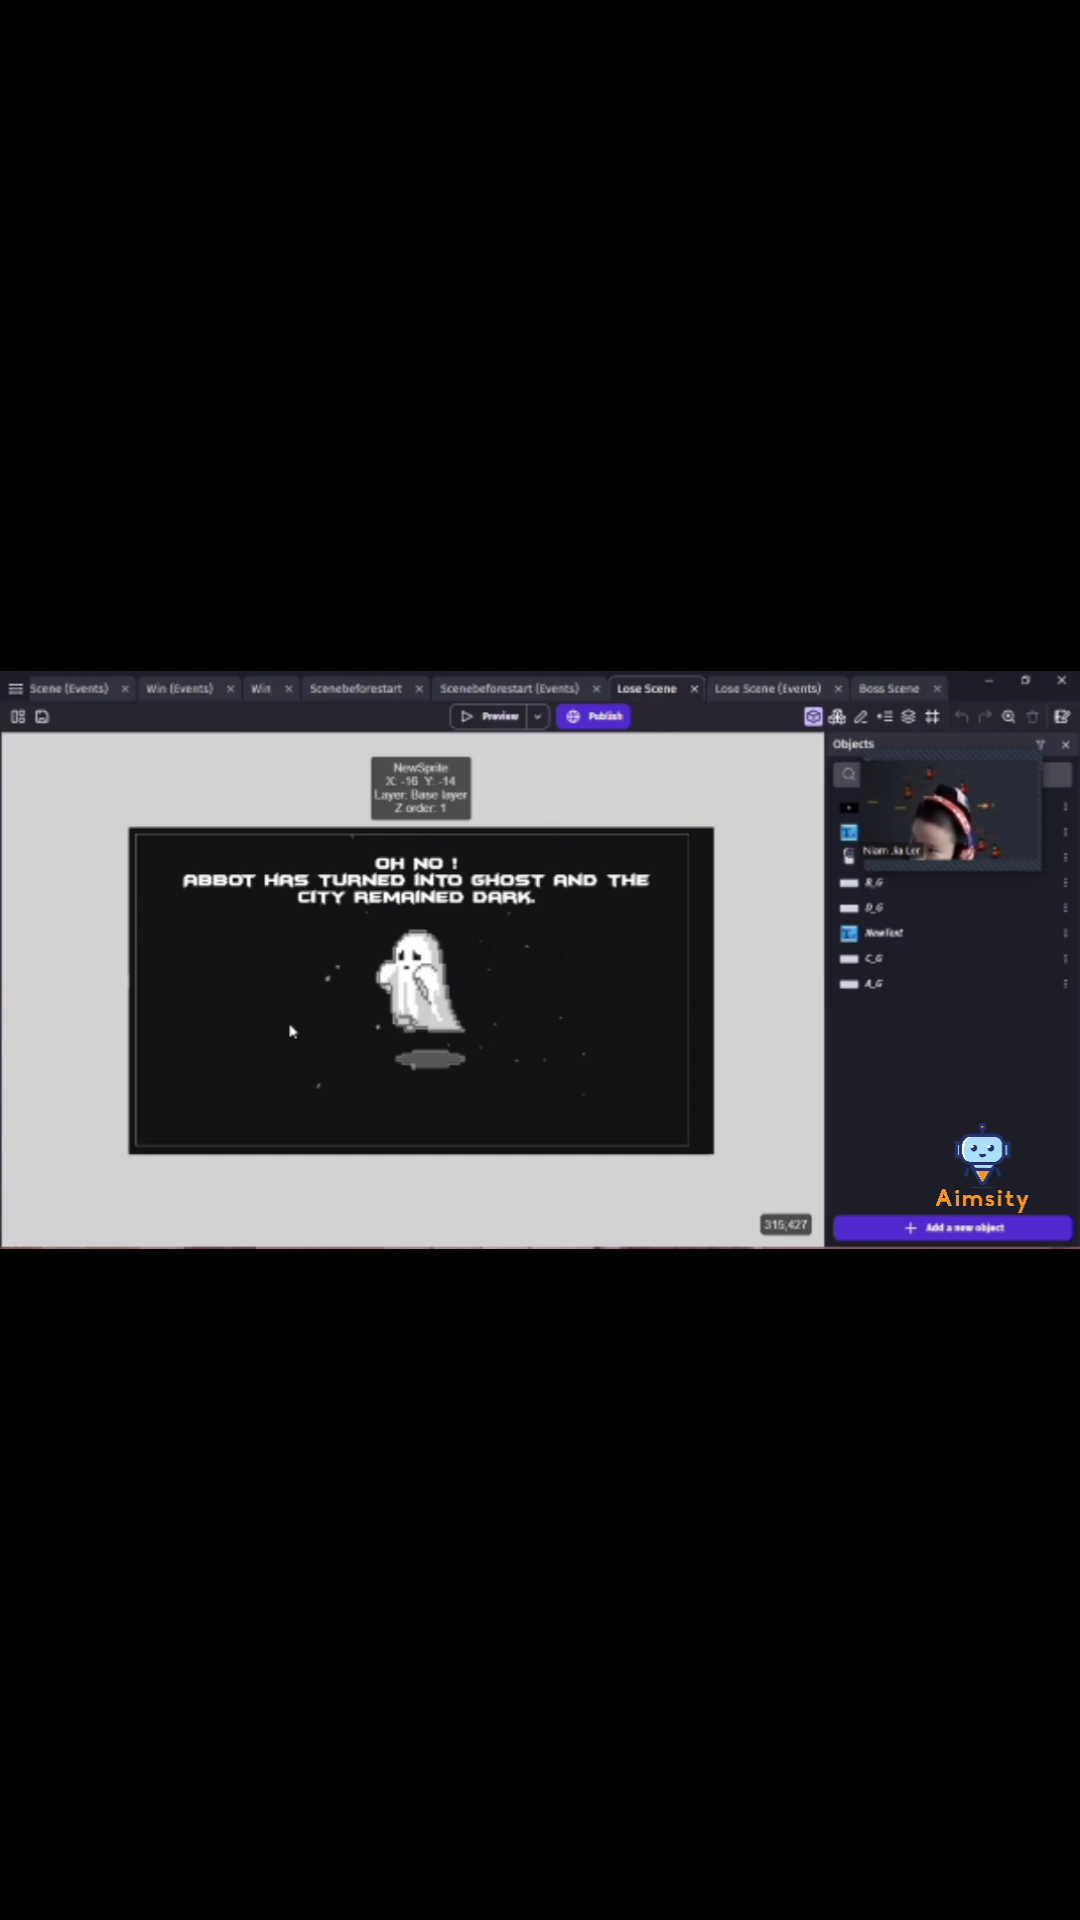 Scene (Events) Win (Events) Win Scenebeforestart Scenebeforestart (Events) Lose Scene Lose Scene (Events) Boss Scene
Preview Publish
Objects
NewSprite
X: -16 Y: -14
Layer: Base layer
Z order: 1
OH NO !
ABBOT HAS TURNED INTO GHOST AND THE
CITY REMAINED DARK.
Niam Jia Ler
B_G
D_G
NewText
C_G
A_G
Aimsity
315;427
Add a new object